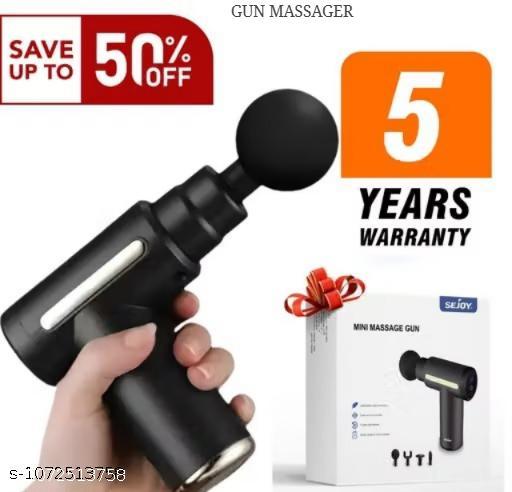 GUN MASSAGER
SAVE
UP TO
50%
OFF
5
YEARS
WARRANTY
SEJOY
MINI MASSAGE GUN
s-1072513758